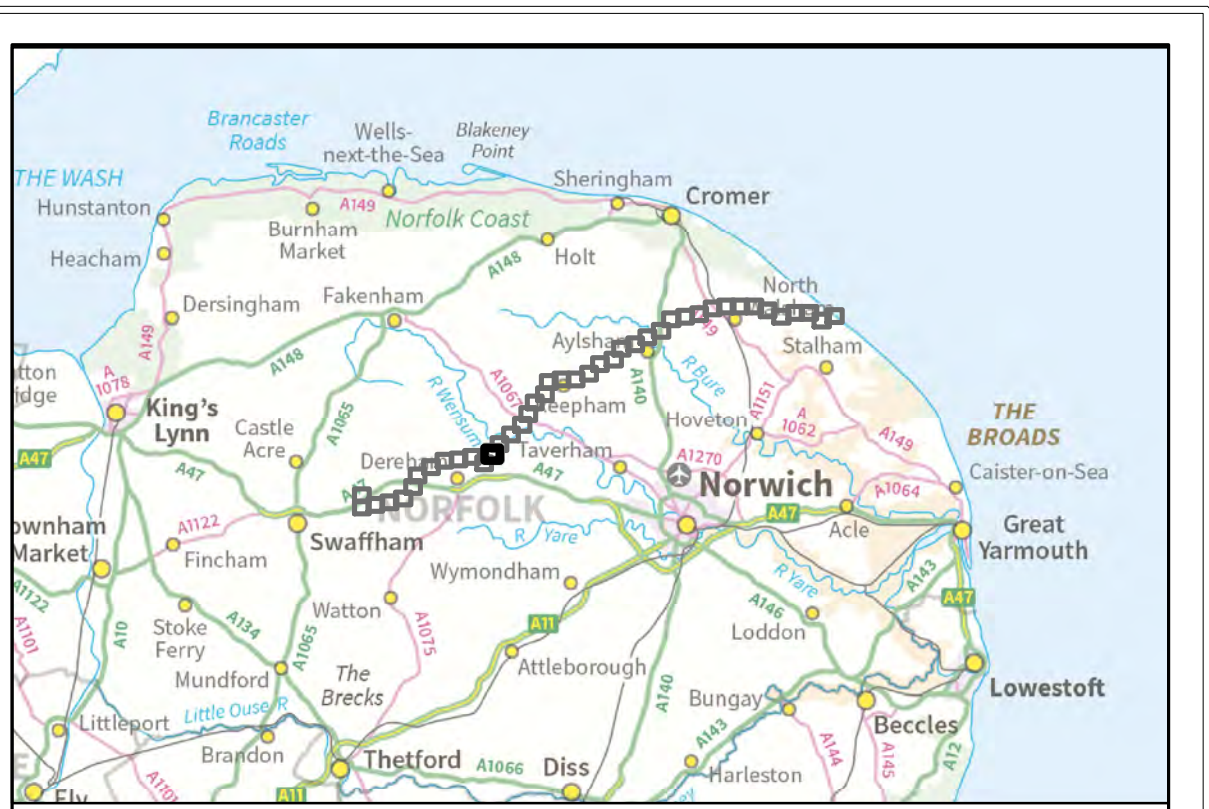 Brancaster
Roads
Wells-
next-the-Sea
Blakeney
Point
THE WASH
Sheringham
Cromer
Hunstanton
A149
Norfolk Coast
Burnham
Market
Holt
Heacham
A148
North
Dersingham
Fakenham
A149
A148
Aylsham
Stalham
A
1078
A1067
R Bure
A1065
R Wensum
A140
A1151
King's
Lynn
Castle
Acre
Reepham
Hoveton
A
1062
THE
BROADS
A149
A47
A47
Dereham
Taverham
A47
A1270
Caister-on-Sea
Norwich
A1064
NORFOLK
A47
Acle
Great
Yarmouth
A1122
Swaffham
R Yare
Market
Fincham
Wymondham
R Yare
A143
A47
A1122
Watton
A146
A10
Stoke
Ferry
A134
A1065
A1075
A11
Loddon
A1101
Mundford
The
Brecks
Attleborough
A140
Bungay
Lowestoft
Littleport
Little Ouse R
Beccles
Brandon
A143
A144
A145
A12
Thetford
A1066
Diss
Harleston
A1101
A11
Ely